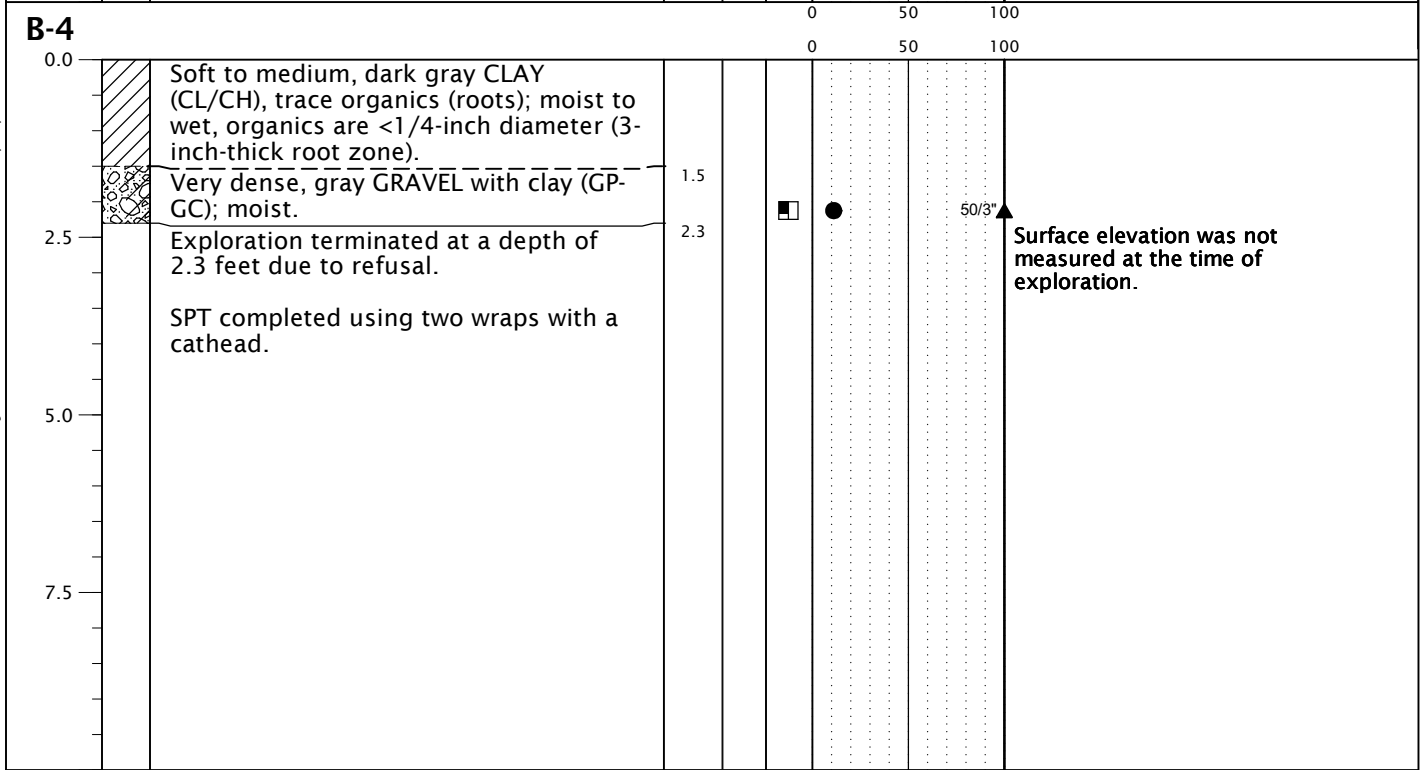 0 50 100
B-4
0 50 100
0.0
Soft to medium, dark gray CLAY
(CL/CH), trace organics (roots); moist to
wet, organics are <1/4-inch diameter (3-
inch-thick root zone).
1.5
Very dense, gray GRAVEL with clay (GP-
GC); moist.
50/3"
2.3
2.5
Exploration terminated at a depth of
2.3 feet due to refusal.
Surface elevation was not
measured at the time of
exploration.
SPT completed using two wraps with a
cathead.
5.0
7.5